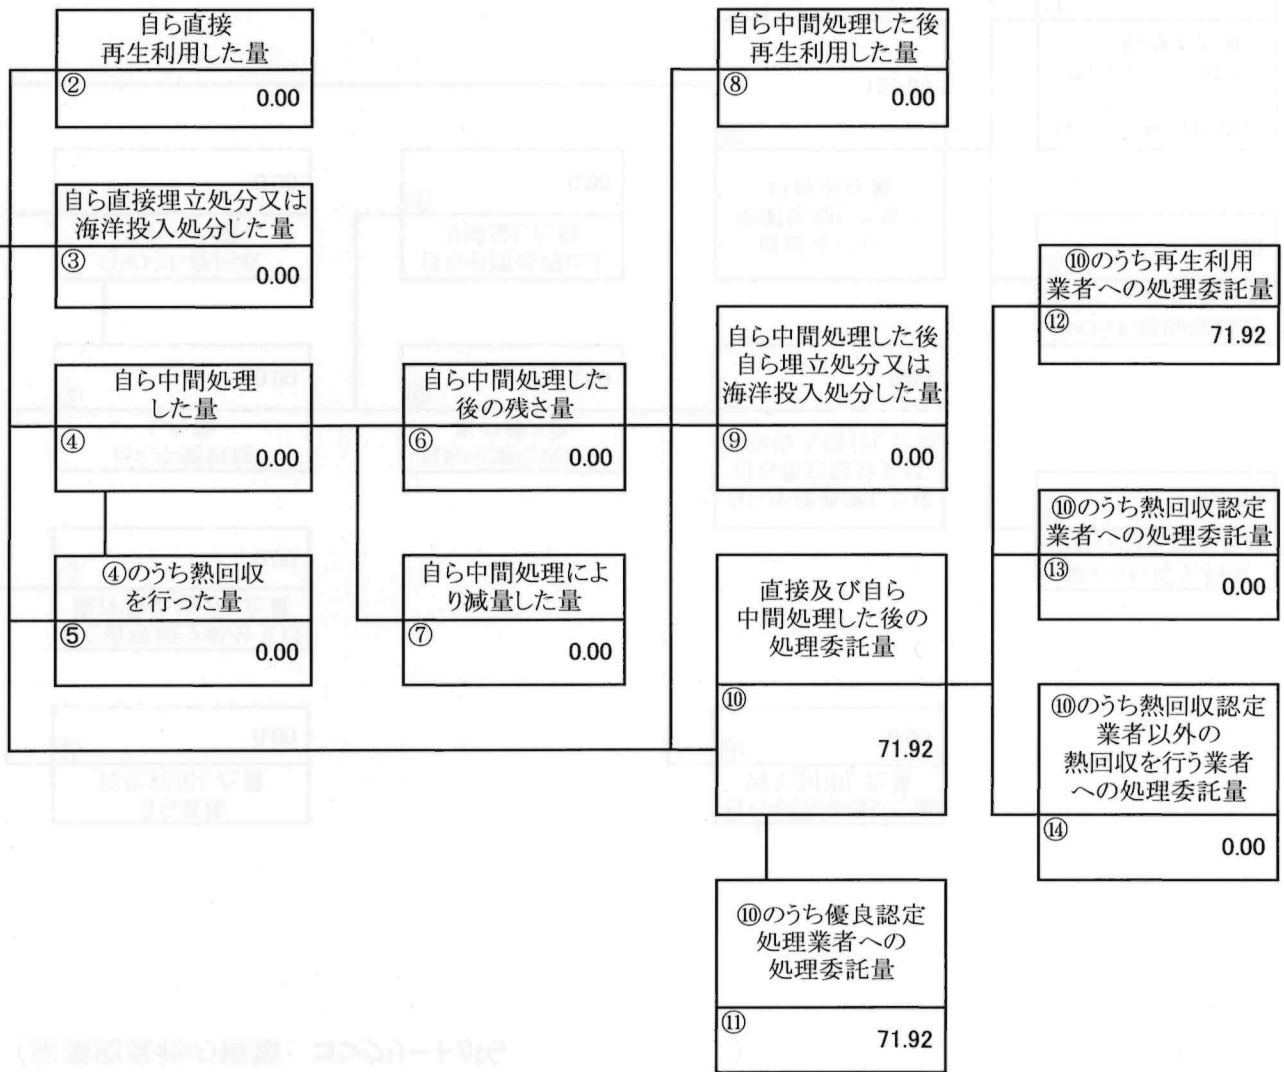 自ら直接
再生利用した量
②
0.00
自ら直接埋立処分又は
海洋投入処分した量
③
0.00
自ら中間処理
した量
④
0.00
④のうち熱回収
を行った量
⑤
0.00
自ら中間処理した
後の残さ量
⑥
0.00
自ら中間処理によ
り減量した量
⑦
0.00
自ら中間処理した後
再生利用した量
⑧
0.00
自ら中間処理した後
自ら埋立処分又は
海洋投入処分した量
⑨
0.00
直接及び自ら
中間処理した後の
処理委託量
⑩
71.92
⑩のうち優良認定
処理業者への
処理委託量
⑪
71.92
⑩のうち再生利用
業者への処理委託量
⑫
71.92
⑩のうち熱回収認定
業者への処理委託量
⑬
0.00
⑩のうち熱回収認定
業者以外の
熱回収を行う業者
への処理委託量
⑭
0.00